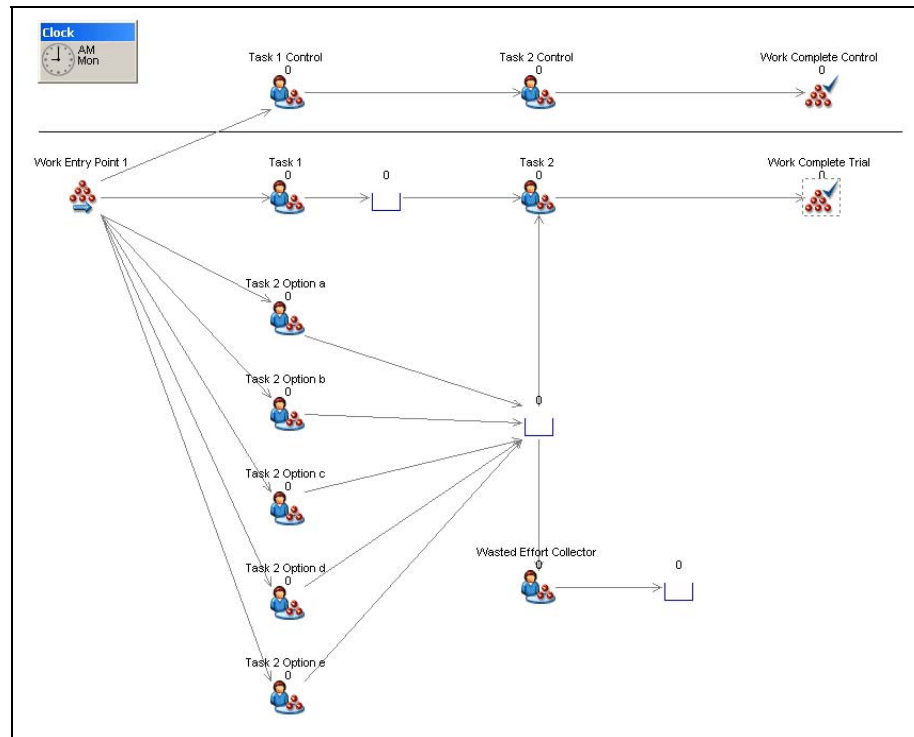 Clock
AM
Mon
Task 1 Control
0
Task 2 Control
0
Work Complete Control
0
Work Entry Point 1
Task 1
0
0
Task 2
0
Work Complete Trial
0
Task 2 Option a
0
Task 2 Option b
0
0
Task 2 Option c
0
Task 2 Option d
0
Wasted Effort Collector
0
0
Task 2 Option e
0